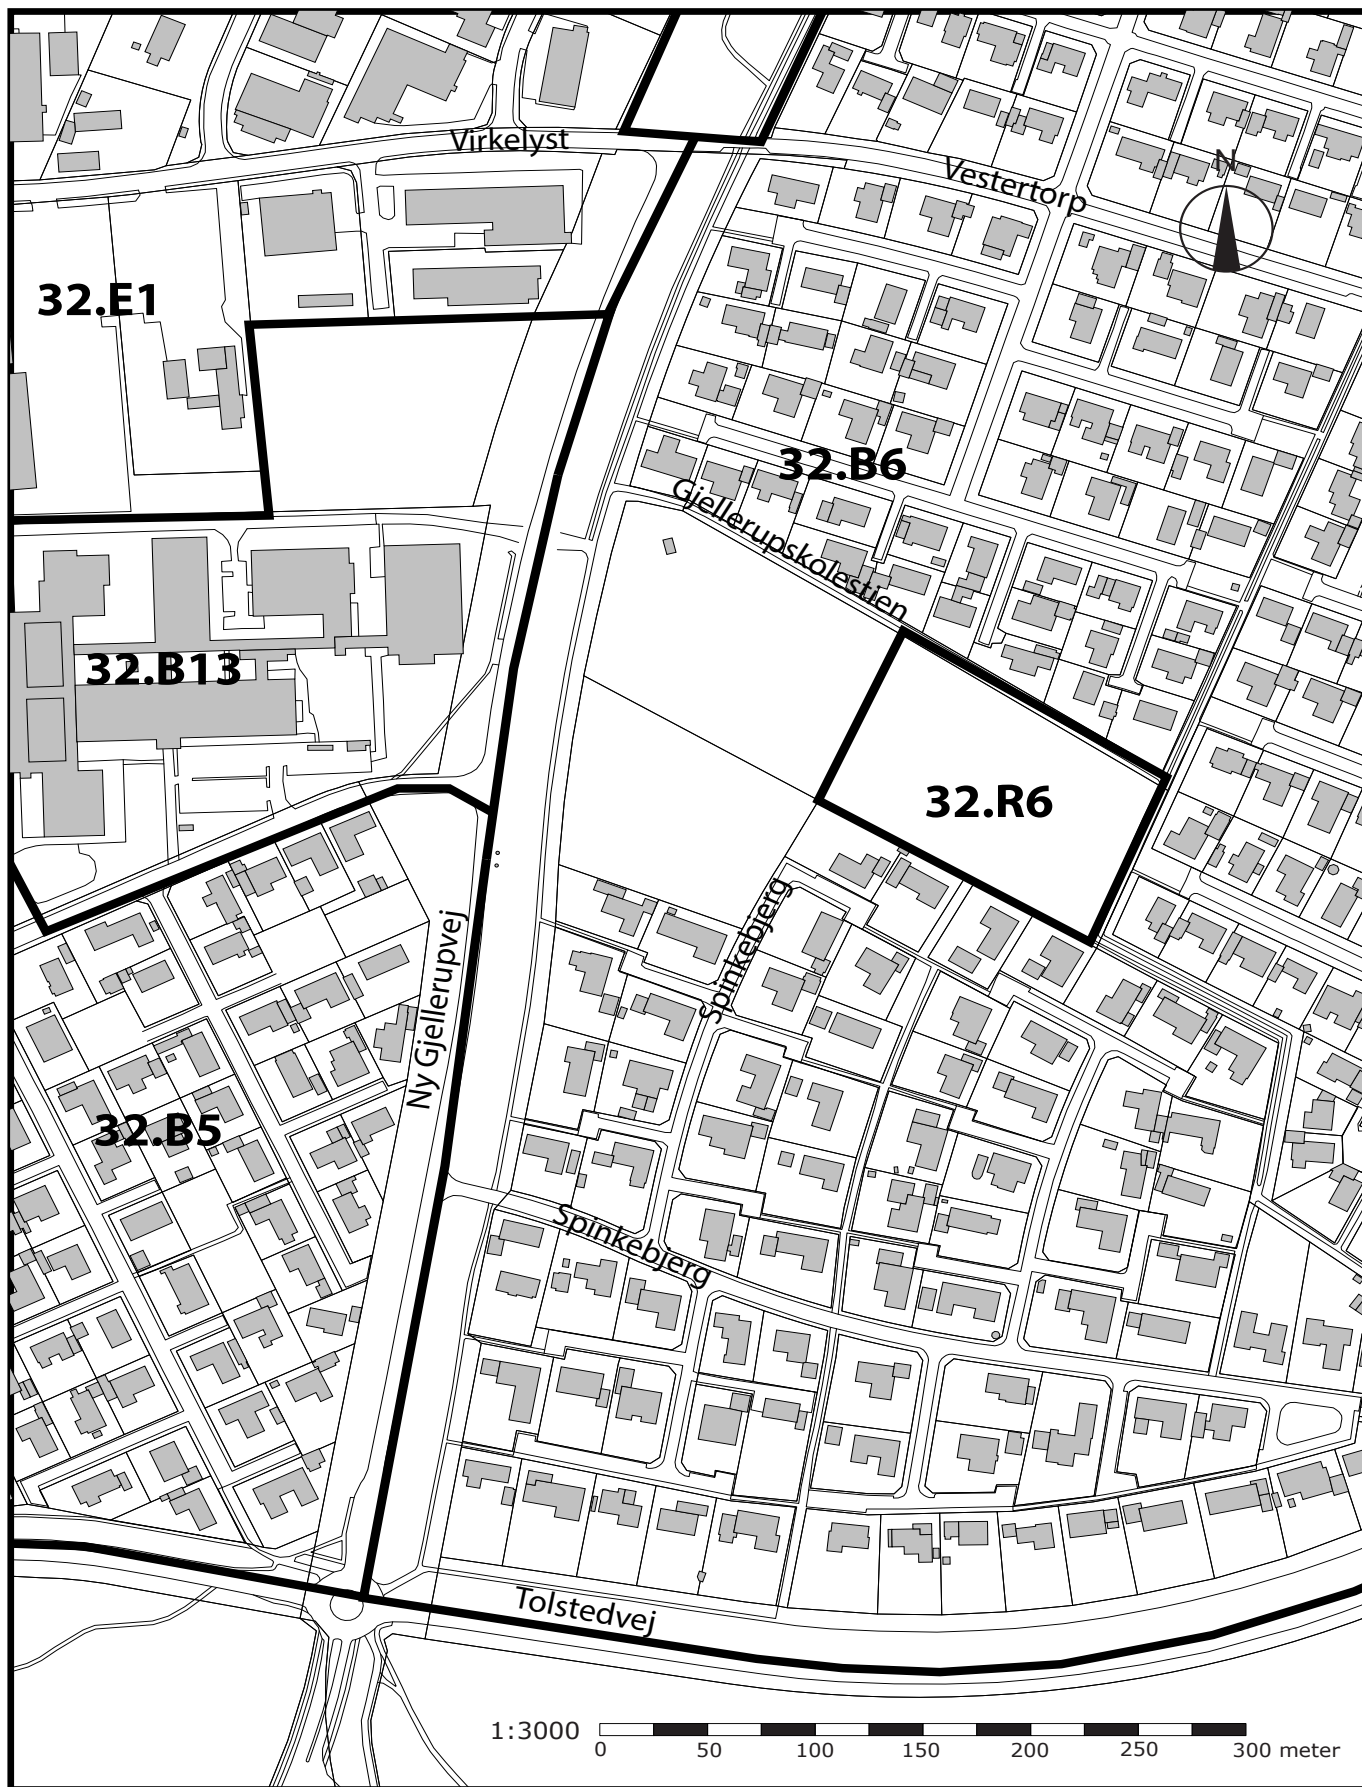 Virkelyst
Vestertorp
N
32.E1
32.B6
Gjellerupskolestien
32.B13
32.R6
Spinkebjerg
Ny Gjellerupvej
32.B5
Spinkebjerg
Tolstedvej
1:3000
0 50 100 150 200 250 300 meter